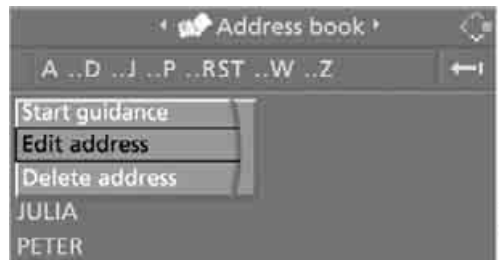 Address book
A ..D ..J ..P ..RST ..W ..Z
Start guidance
Edit address
Delete address
JULIA
PETER